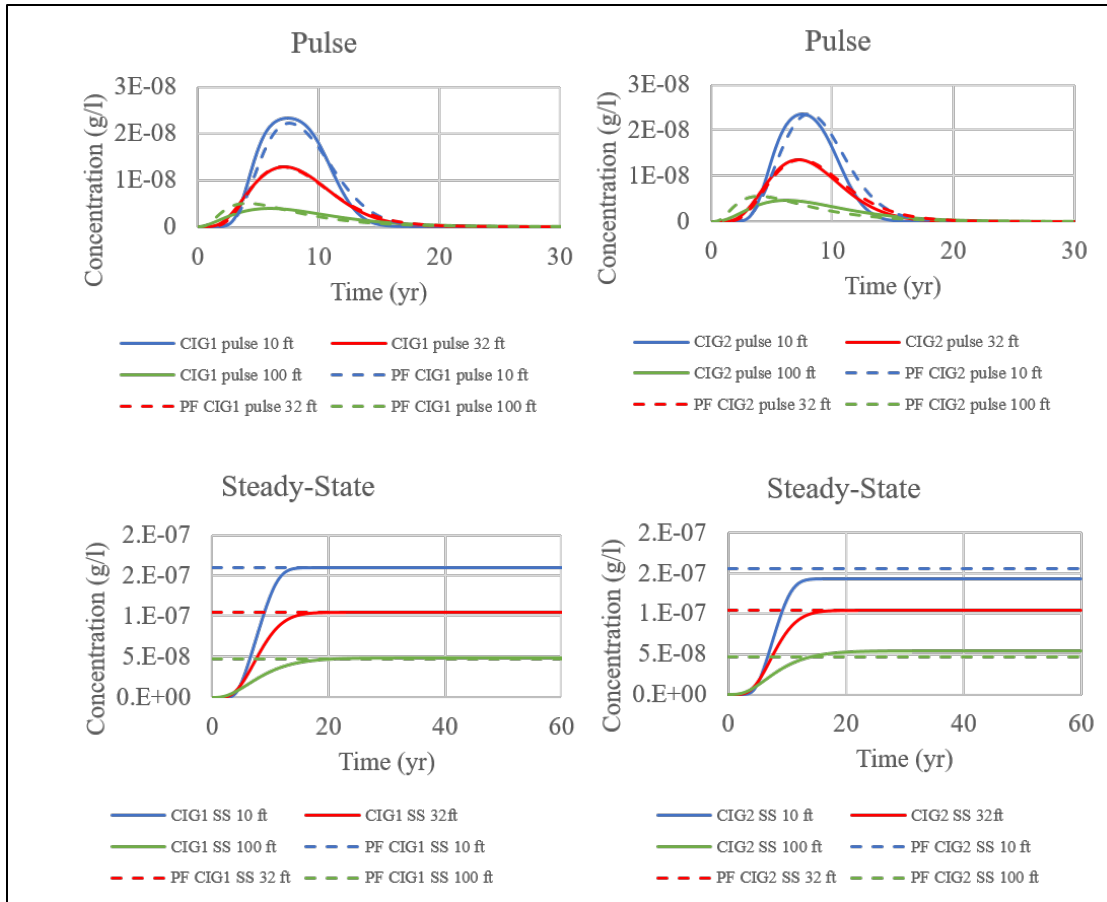 Pulse
3E-08
2E-08
1E-08
0
Concentration (g/l)
0 10 20 30
Time (yr)
CIG1 pulse 10 ft CIG1 pulse 32 ft
CIG1 pulse 100 ft PF CIG1 pulse 10 ft
PF CIG1 pulse 32 ft PF CIG1 pulse 100 ft
Pulse
3E-08
2E-08
1E-08
0
Concentration (g/l)
0 10 20 30
Time (yr)
CIG2 pulse 10 ft CIG2 pulse 32 ft
CIG2 pulse 100 ft PF CIG2 pulse 10 ft
PF CIG2 pulse 32 ft PF CIG2 pulse 100 ft
Steady-State
2.E-07
2.E-07
1.E-07
5.E-08
0.E+00
Concentration (g/l)
0 20 40 60
Time (yr)
CIG1 SS 10 ft CIG1 SS 32ft
CIG1 SS 100 ft PF CIG1 SS 10 ft
PF CIG1 SS 32 ft PF CIG1 SS 100 ft
Steady-State
2.E-07
2.E-07
1.E-07
5.E-08
0.E+00
Concentration (g/l)
0 20 40 60
Time (yr)
CIG2 SS 10 ft CIG2 SS 32 ft
CIG2 SS 100 ft PF CIG2 SS 10 ft
PF CIG2 SS 32 ft PF CIG2 SS 100 ft